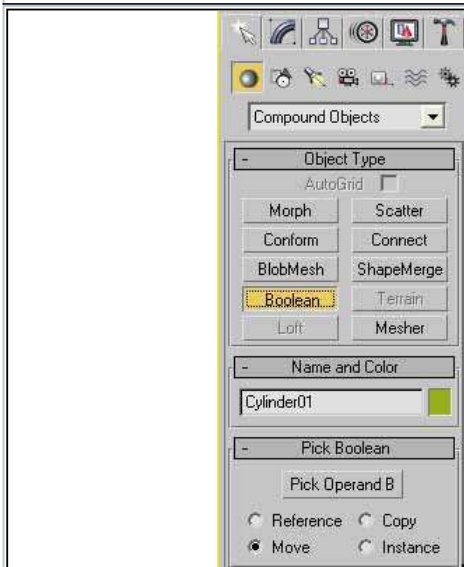 Compound Objects
- Object Type
AutoGrid
Morph Scatter
Conform Connect
BlobMesh ShapeMerge
Boolean Terrain
Loft Mesher
- Name and Color
Cylinder01
- Pick Boolean
Pick Operand B
Reference Copy
Move Instance